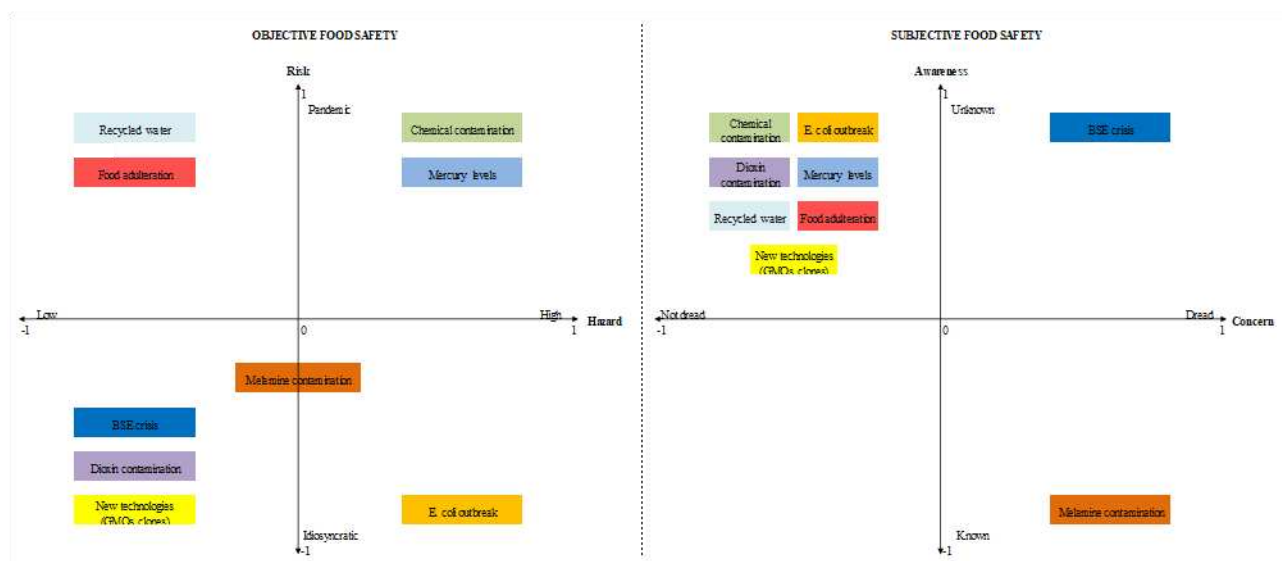 OBJECTIVE FOOD SAFETY
Risk
1
Pandemic
Recycled water
Chemical contamination
Food adulteration
Mercury levels
Low
High
Hazard
-1
0
1
Melamine contamination
BSE crisis
Dioxin contamination
New technologies
(GMOs, clones)
E. coli outbreak
Idiosyncratic
-1
SUBJECTIVE FOOD SAFETY
Awareness
1
Unknown
Chemical
contamination
E. coli outbreak
BSE crisis
Dioxin
contamination
Mercury levels
Recycled water
Food adulteration
New technologies
(GMOs, clones)
Not dread
Dread
Concern
-1
0
1
Melamine contamination
Known
-1